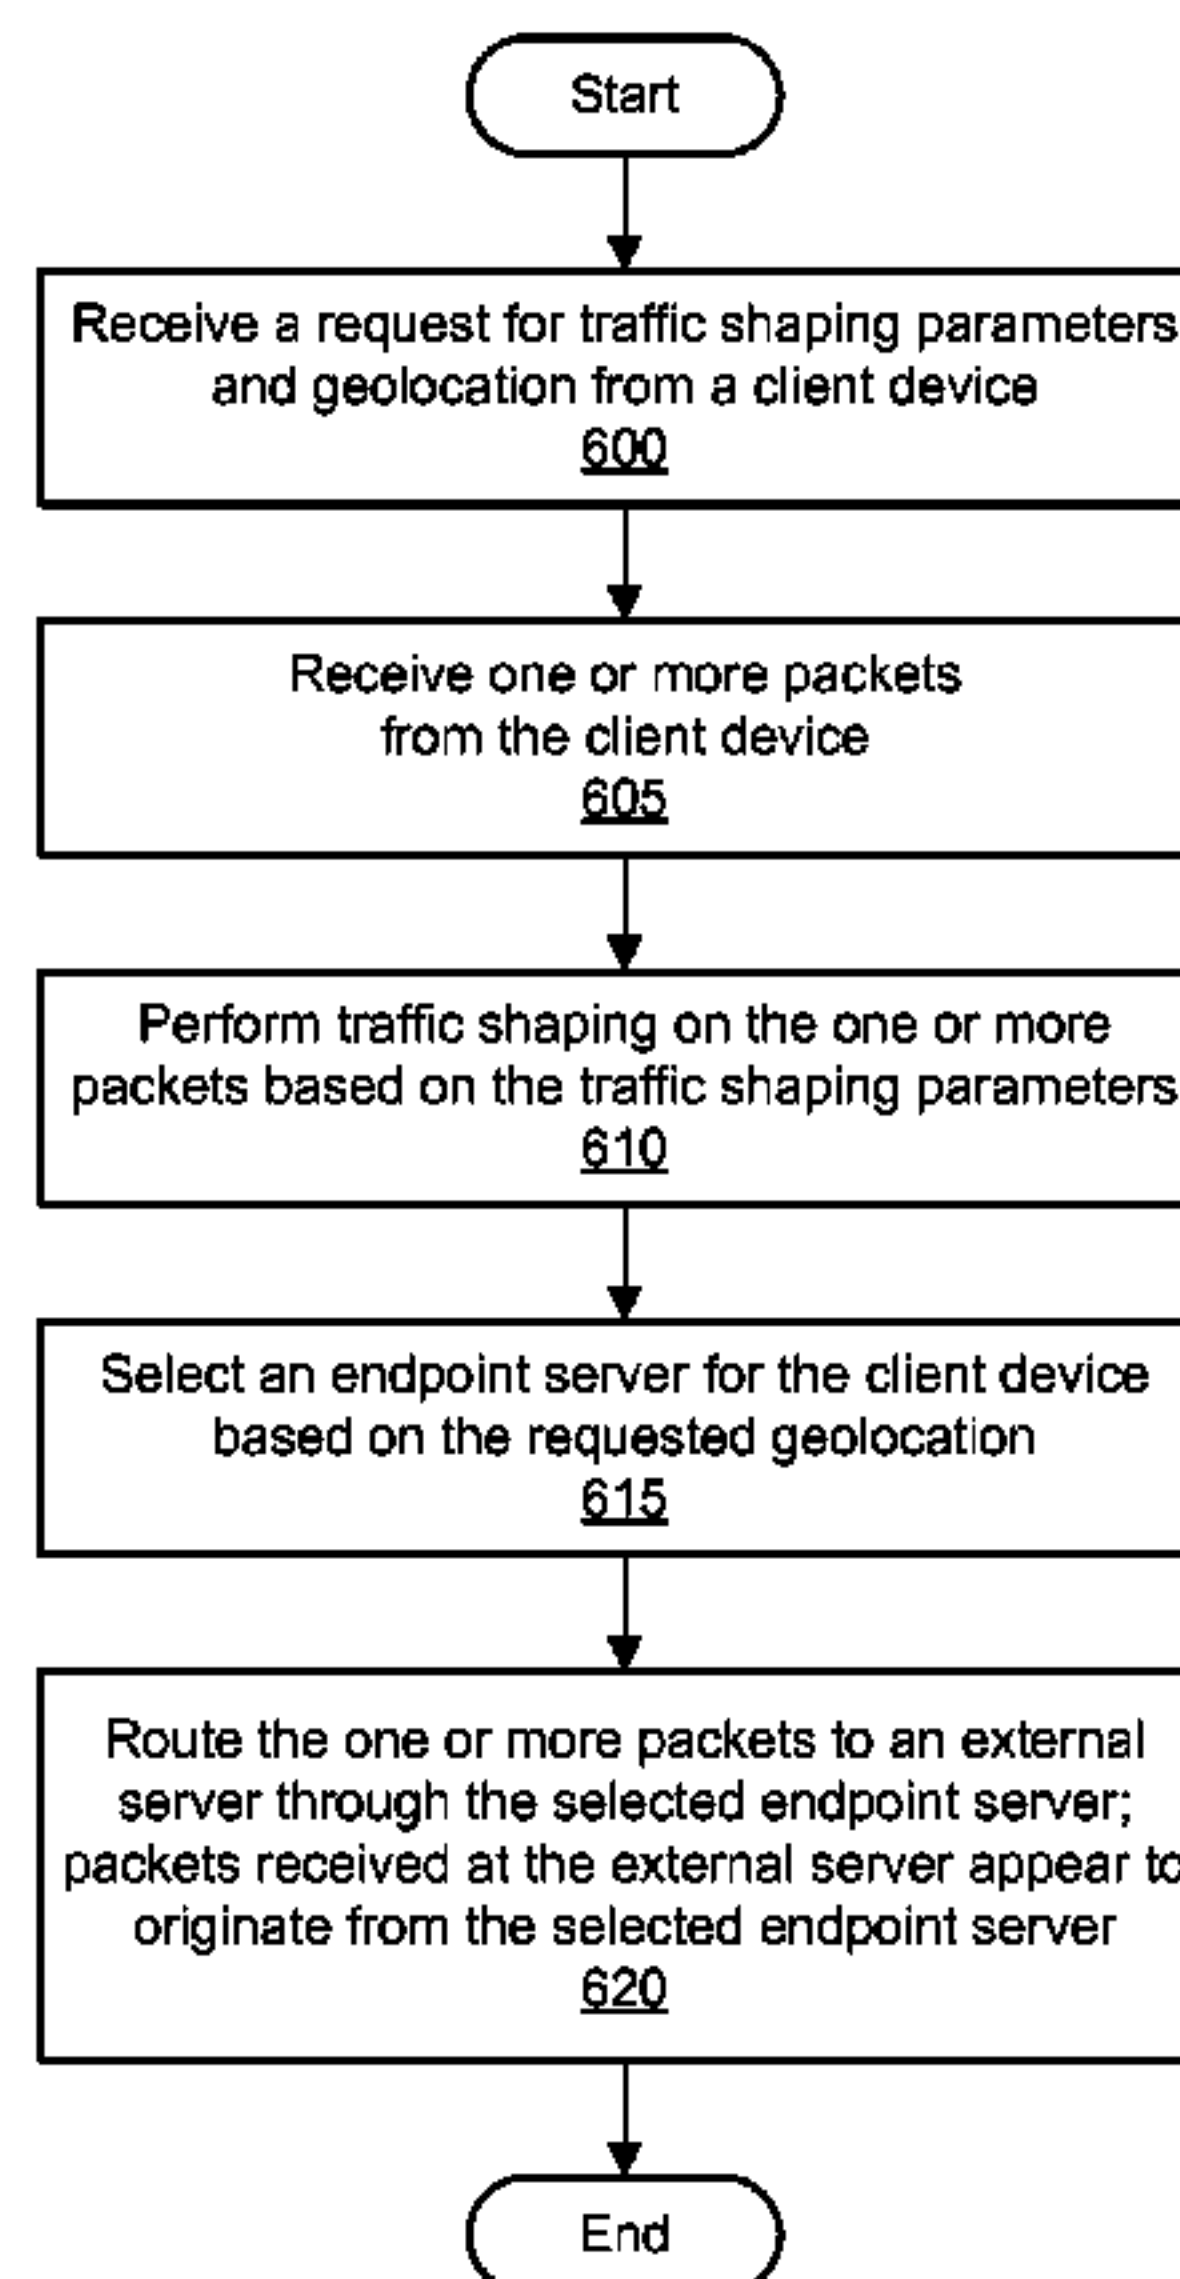 Start
Receive a request for traffic shaping parameters
and geolocation from a client device
600
Receive one or more packets
from the client device
605
Perform traffic shaping on the one or more
packets based on the traffic shaping parameters
610
Select an endpoint server for the client device
based on the requested geolocation
615
Route the one or more packets to an external
server through the selected endpoint server;
packets received at the external server appear to
originate from the selected endpoint server
620
End